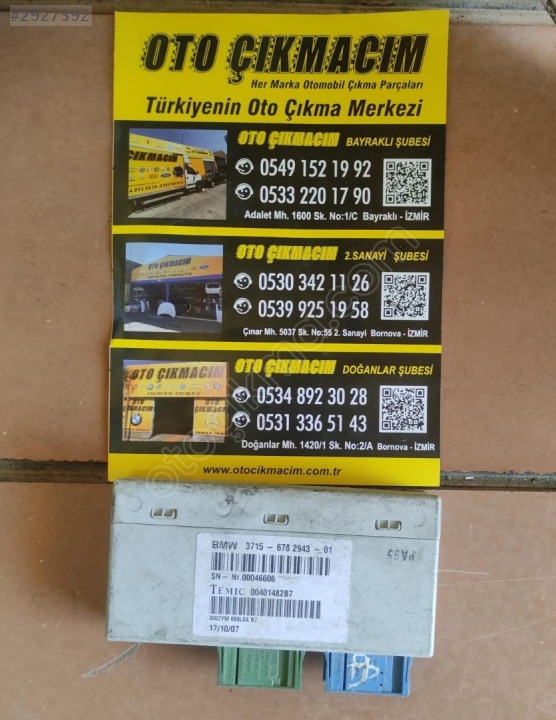 #2927392
OTO ÇIKMACIM
Her Marka Otomobil Çıkma Parçaları
Türkiyenin Oto Çıkma Merkezi
OTO ÇIKMACIM BAYRAKLI ŞUBESİ
0549 152 19 92
0533 220 17 90
Adalet Mh. 1600 Sk. No:1/C Bayraklı - İZMİR
OTO ÇIKMACIM 2.SANAYİ ŞUBESİ
0530 342 11 26
0539 925 19 58
Çınar Mh. 5037 Sk. No:55 2. Sanayi Bornova - İZMİR
OTO ÇIKMACIM DOĞANLAR ŞUBESİ
0534 892 30 28
0531 336 51 43
Doğanlar Mh. 1420/1 Sk. No:2/A Bornova - İZMİR
www.otocikmacim.com.tr
BMW 3715 - 678 2943 - 01
SN - Nr.00046606
TEMIC 00401482B7
17/10/07
PASS